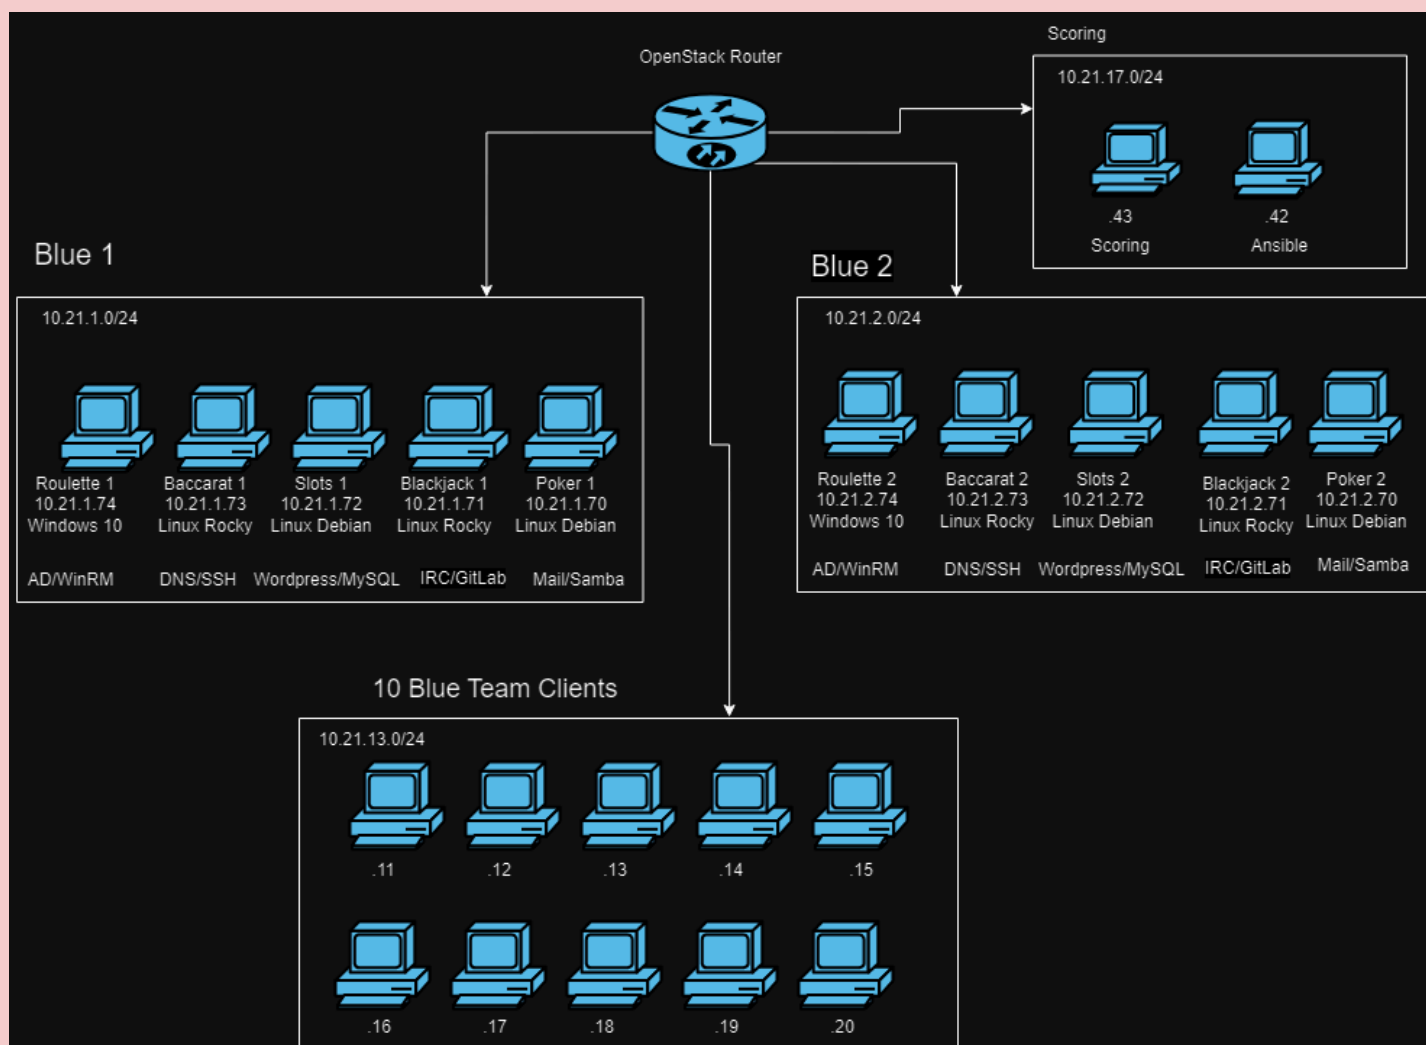 Scoring
OpenStack Router
10.21.17.0/24
.43
.42
Scoring
Ansible
Blue 1
10.21.1.0/24
Roulette 1
10.21.1.74
Windows 10
AD/WinRM
Baccarat 1
10.21.1.73
Linux Rocky
DNS/SSH
Slots 1
10.21.1.72
Linux Debian
Wordpress/MySQL
Blackjack 1
10.21.1.71
Linux Rocky
IRC/GitLab
Poker 1
10.21.1.70
Linux Debian
Mail/Samba
Blue 2
10.21.2.0/24
Roulette 2
10.21.2.74
Windows 10
AD/WinRM
Baccarat 2
10.21.2.73
Linux Rocky
DNS/SSH
Slots 2
10.21.2.72
Linux Debian
Wordpress/MySQL
Blackjack 2
10.21.2.71
Linux Rocky
IRC/GitLab
Poker 2
10.21.2.70
Linux Debian
Mail/Samba
10 Blue Team Clients
10.21.13.0/24
.11
.12
.13
.14
.15
.16
.17
.18
.19
.20